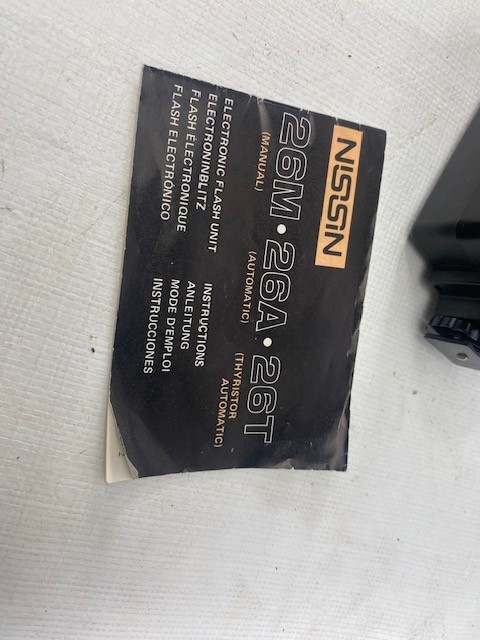 NISSIN
26M • 26A • 26T
(MANUAL) (AUTOMATIC) (THYRISTOR AUTOMATIC)
ELECTRONIC FLASH UNIT
ELECTRONINBLITZ
FLASH ELECTRONIQUE
FLASH ELECTRÓNICO
INSTRUCTIONS
ANLEITUNG
MODE D'EMPLOI
INSTRUCCIONES